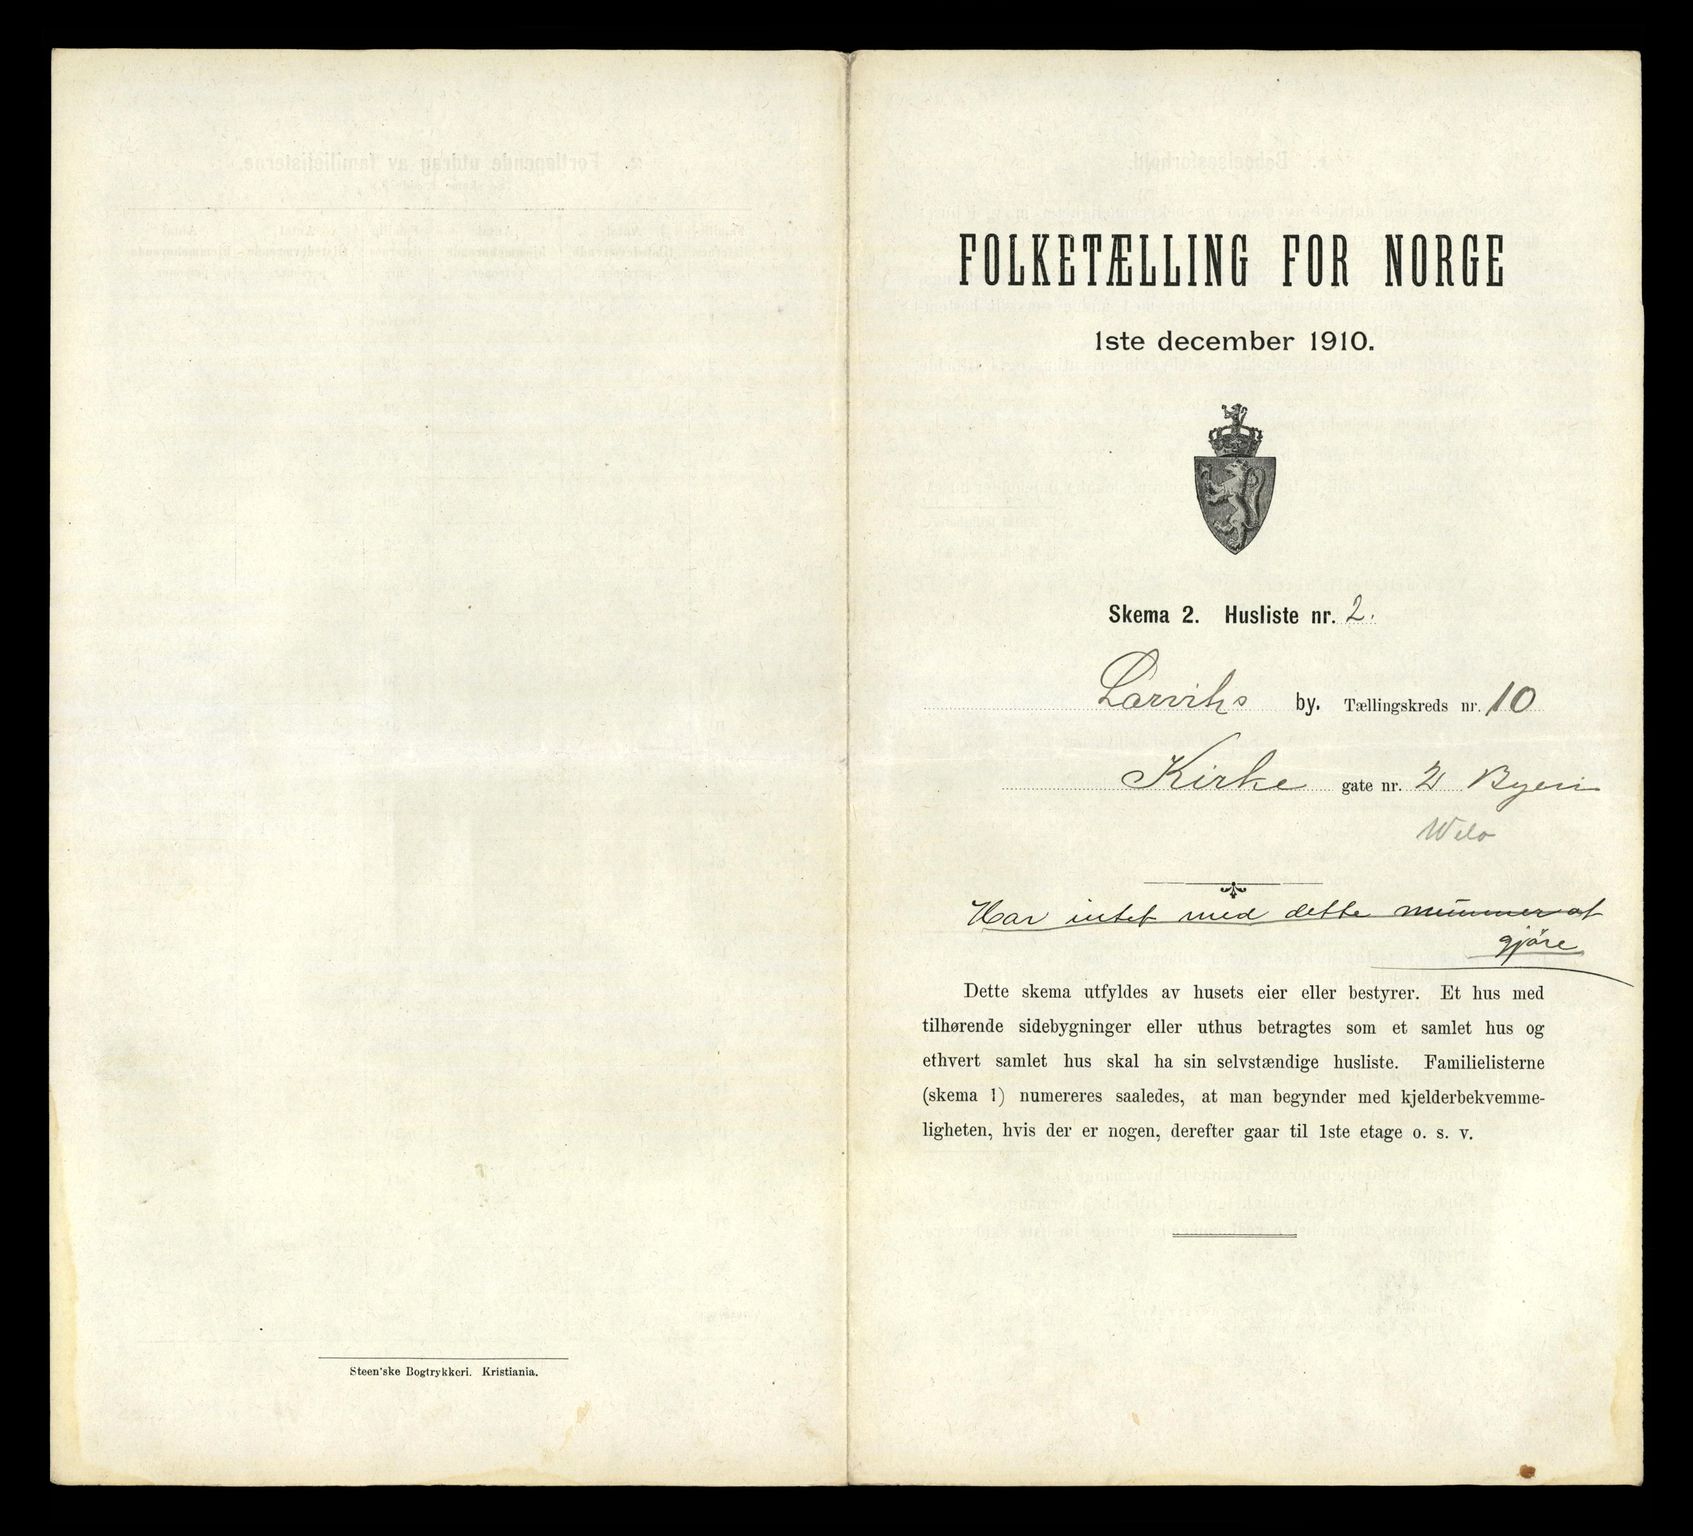 FOLKETÆLLING FOR NORGE
1ste december 1910.
Skema 2. Husliste nr. 2.
Larviks by. Tællingskreds nr. 10
Kirke gate nr. 2
Har intet med dette nummer at
gjöre
Dette skema utfyldes av husets eier eller bestyrer. Et hus med
tilhørende sidebygninger eller uthus betragtes som et samlet hus og
ethvert samlet hus skal ha sin selvstændige husliste. Familielisterne
(skema 1) numereres saaledes, at man begynder med kjelderbekvemme-
ligheten, hvis der er nogen, derefter gaar til 1ste etage o. s. v.
Steen'ske Bogtrykkeri. Kristiania.